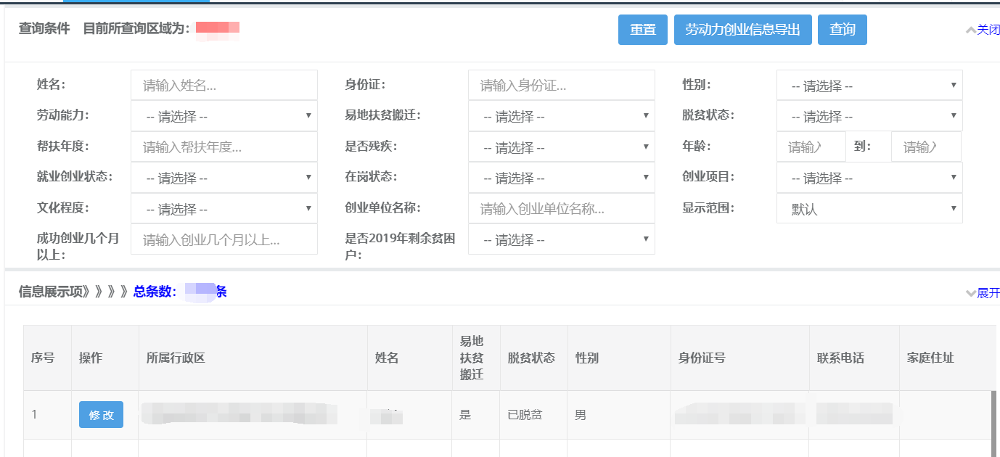 查询条件 目前所查询区域为：
重置 劳动力创业信息导出 查询 关闭
姓名： 请输入姓名... 身份证： 请输入身份证... 性别： -- 请选择 --
劳动能力： -- 请选择 -- 易地扶贫搬迁： -- 请选择 -- 脱贫状态： -- 请选择 --
帮扶年度： 请输入帮扶年度... 是否残疾： -- 请选择 -- 年龄： 请输入 到： 请输入
就业创业状态： -- 请选择 -- 在岗状态： -- 请选择 -- 创业项目： -- 请选择 --
文化程度： -- 请选择 -- 创业单位名称： 请输入创业单位名称... 显示范围： 默认
成功创业几个月以上： 请输入创业几个月以上... 是否2019年剩余贫困户： -- 请选择 --
信息展示项》》》》总条数： 条 展开
序号 操作 所属行政区 姓名 易地扶贫搬迁 脱贫状态 性别 身份证号 联系电话 家庭住址
1 修改 是 已脱贫 男